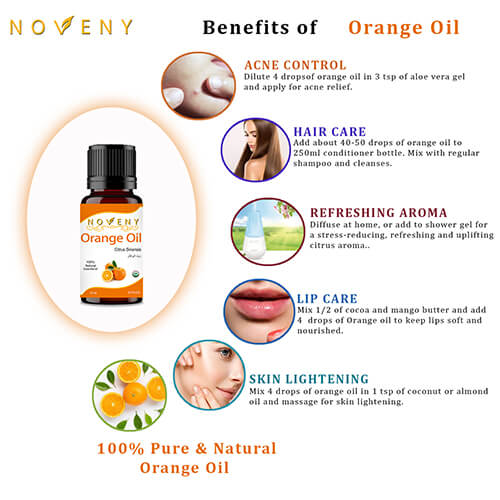 NOVENY
Benefits of Orange Oil
ACNE CONTROL
Dilute 4 dropsof orange oil in 3 tsp of aloe vera gel
and apply for acne relief.
HAIR CARE
Add about 40-50 drops of orange oil to
250ml conditioner bottle. Mix with regular
shampoo and cleanses.
REFRESHING AROMA
Diffuse at home, or add to shower gel for
a stress-reducing, refreshing and uplifting
citrus aroma..
LIP CARE
Mix 1/2 of cocoa and mango butter and add
4 drops of Orange oil to keep lips soft and
nourished.
SKIN LIGHTENING
Mix 4 drops of orange oil in 1 tsp of coconut or almond
oil and massage for skin lightening.
NOVENY
Orange Oil
Citrus Sinensis
100%
Natural
100% Pure & Natural
Orange Oil